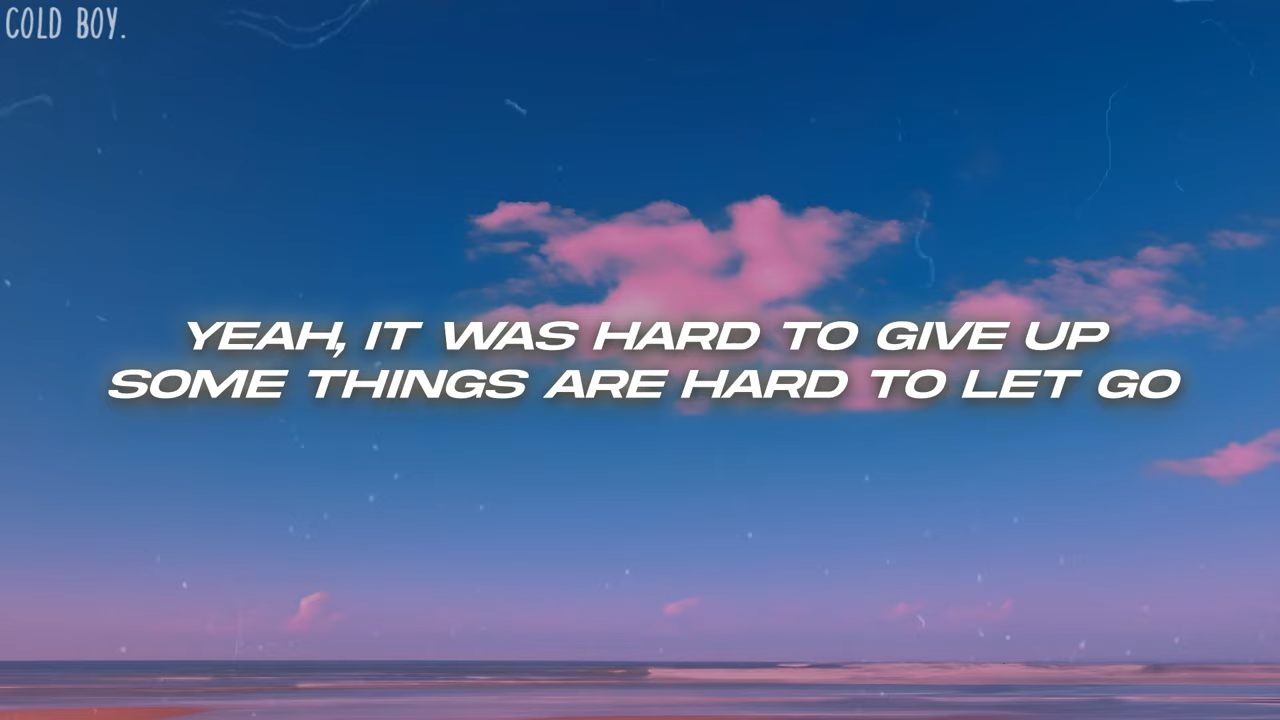 COLD BOY.
YEAH, IT WAS HARD TO GIVE UP
SOME THINGS ARE HARD TO LET GO